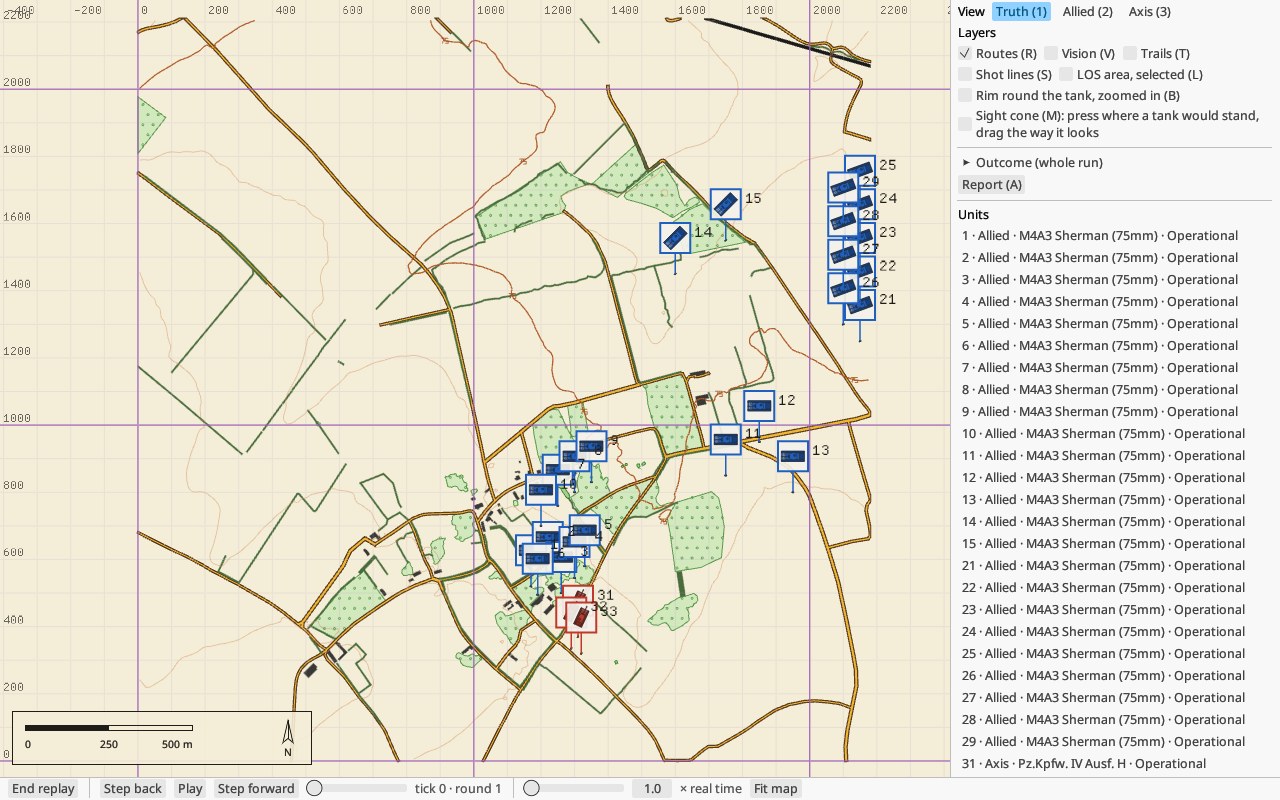 View Truth (1) Allied (2) Axis (3)
Layers
Routes (R) Vision (V) Trails (T)
Shot lines (S) LOS area, selected (L)
Rim round the tank, zoomed in (B)
Sight cone (M): press where a tank would stand,
drag the way it looks
Outcome (whole run)
Report (A)
Units
1 · Allied · M4A3 Sherman (75mm) · Operational
2 · Allied · M4A3 Sherman (75mm) · Operational
3 · Allied · M4A3 Sherman (75mm) · Operational
4 · Allied · M4A3 Sherman (75mm) · Operational
5 · Allied · M4A3 Sherman (75mm) · Operational
6 · Allied · M4A3 Sherman (75mm) · Operational
7 · Allied · M4A3 Sherman (75mm) · Operational
8 · Allied · M4A3 Sherman (75mm) · Operational
9 · Allied · M4A3 Sherman (75mm) · Operational
10 · Allied · M4A3 Sherman (75mm) · Operational
11 · Allied · M4A3 Sherman (75mm) · Operational
12 · Allied · M4A3 Sherman (75mm) · Operational
13 · Allied · M4A3 Sherman (75mm) · Operational
14 · Allied · M4A3 Sherman (75mm) · Operational
15 · Allied · M4A3 Sherman (75mm) · Operational
21 · Allied · M4A3 Sherman (75mm) · Operational
22 · Allied · M4A3 Sherman (75mm) · Operational
23 · Allied · M4A3 Sherman (75mm) · Operational
24 · Allied · M4A3 Sherman (75mm) · Operational
25 · Allied · M4A3 Sherman (75mm) · Operational
26 · Allied · M4A3 Sherman (75mm) · Operational
27 · Allied · M4A3 Sherman (75mm) · Operational
28 · Allied · M4A3 Sherman (75mm) · Operational
29 · Allied · M4A3 Sherman (75mm) · Operational
31 · Axis · Pz.Kpfw. IV Ausf. H · Operational
-200 0 200 400 600 800 1000 1200 1400 1600 1800 2000 2200
2200
2000
1800
1600
1400
1200
1000
800
600
400
200
0
25
29
24
15
28
23
14
27
22
26
21
12
11
9
13
7
10
5
4
3
31
33
0 250 500 m
N
End replay Step back Play Step forward tick 0 · round 1 1.0 × real time Fit map